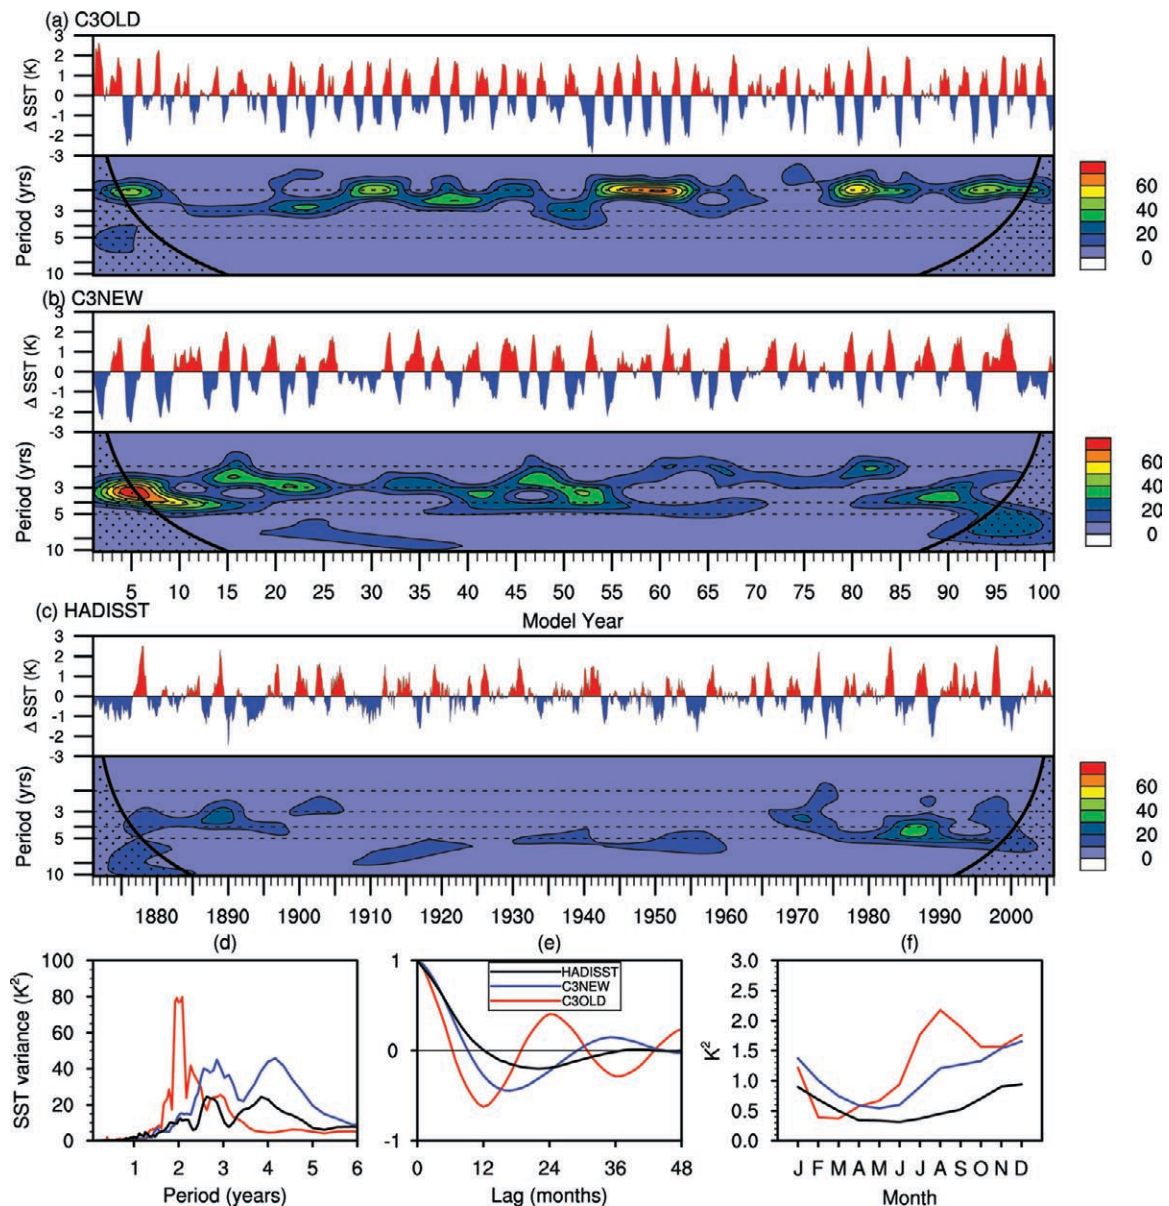 (a) C3OLD
3
2
1
0
-1
-2
-3
Δ SST (K)
3
5
10
Period (yrs)
60
40
20
0
(b) C3NEW
3
2
1
0
-1
-2
-3
Δ SST (K)
3
5
10
Period (yrs)
60
40
20
0
5 10 15 20 25 30 35 40 45 50 55 60 65 70 75 80 85 90 95 100
Model Year
(c) HADISST
3
2
1
0
-1
-2
-3
Δ SST (K)
3
5
10
Period (yrs)
60
40
20
0
1880 1890 1900 1910 1920 1930 1940 1950 1960 1970 1980 1990 2000
(d)
100
80
60
40
20
0
SST variance (K²)
1 2 3 4 5 6
Period (years)
(e)
1
0
-1
HADISST
C3NEW
C3OLD
0 12 24 36 48
Lag (months)
(f)
3.0
2.5
2.0
1.5
1.0
0.5
0.0
K²
J F M A M J J A S O N D
Month